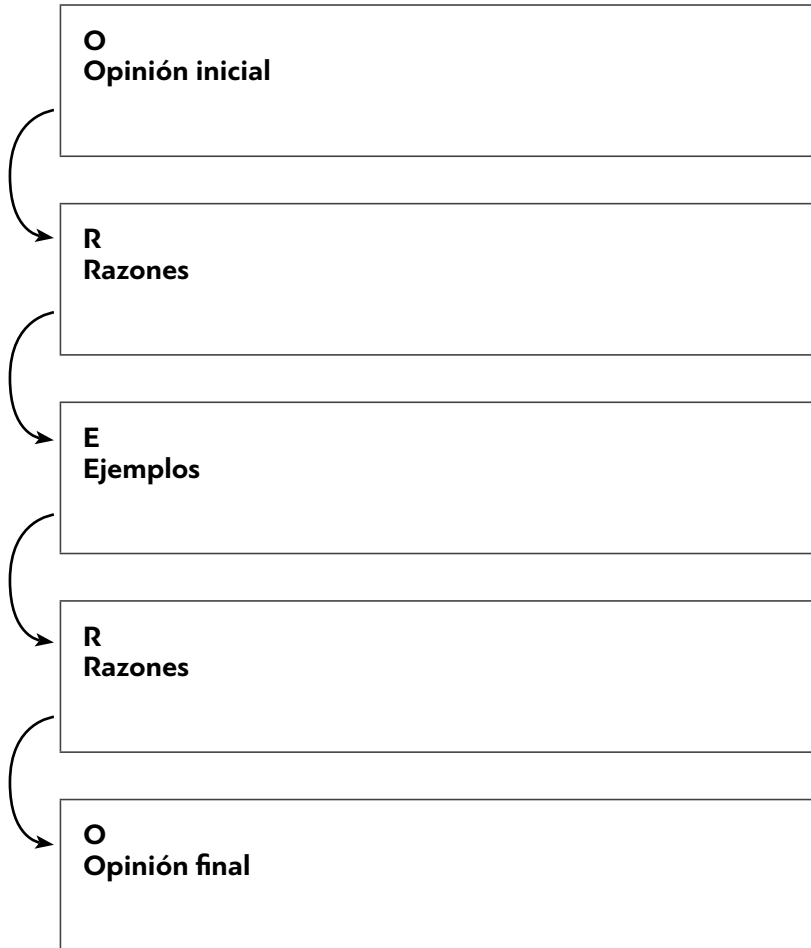 O
Opinión inicial
R
Razones
E
Ejemplos
R
Razones
O
Opinión final